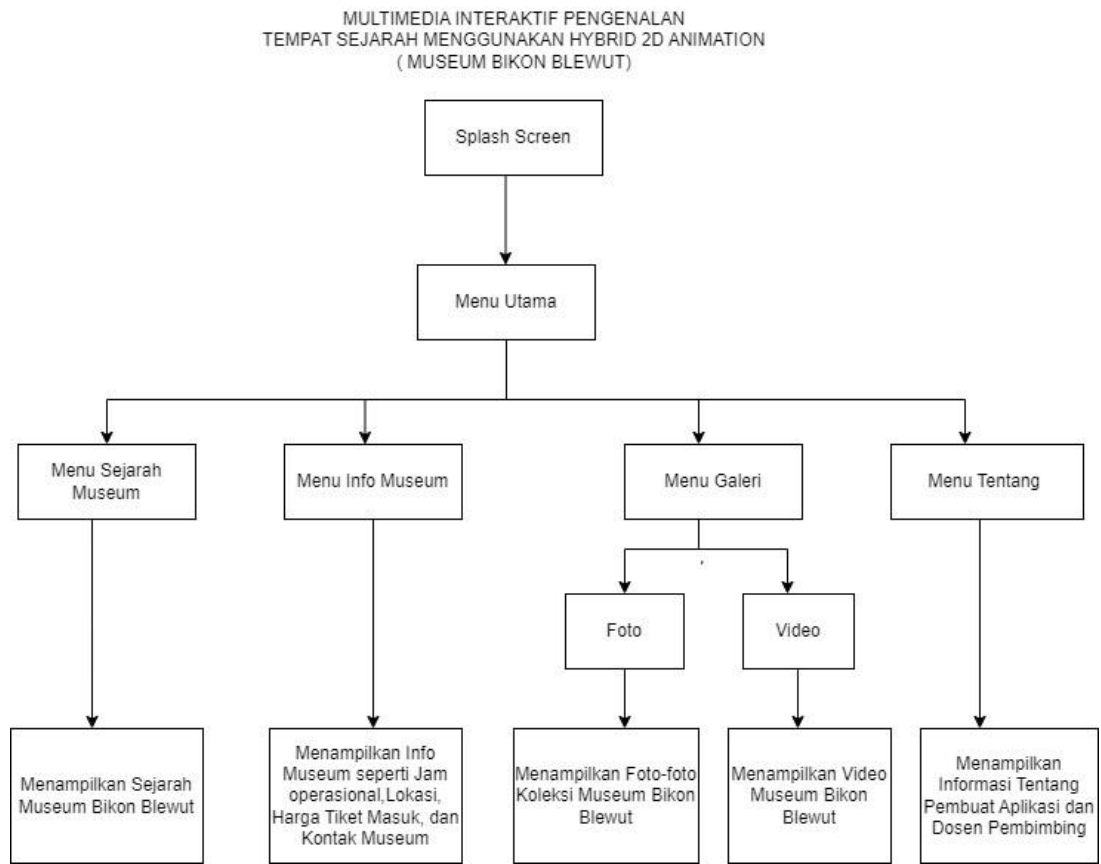 MULTIMEDIA INTERAKTIF PENGENALAN
TEMPAT SEJARAH MENGGUNAKAN HYBRID 2D ANIMATION
( MUSEUM BIKON BLEWUT)
Splash Screen
Menu Utama
Menu Sejarah
Museum
Menu Info Museum
Menu Galeri
Menu Tentang
,
Foto
Video
Menampilkan Sejarah
Museum Bikon Blewut
Menampilkan Info
Museum seperti Jam
operasional,Lokasi,
Harga Tiket Masuk, dan
Kontak Museum
Menampilkan Foto-foto
Koleksi Museum Bikon
Blewut
Menampilkan Video
Museum Bikon
Blewut
Menampilkan
Informasi Tentang
Pembuat Aplikasi dan
Dosen Pembimbing